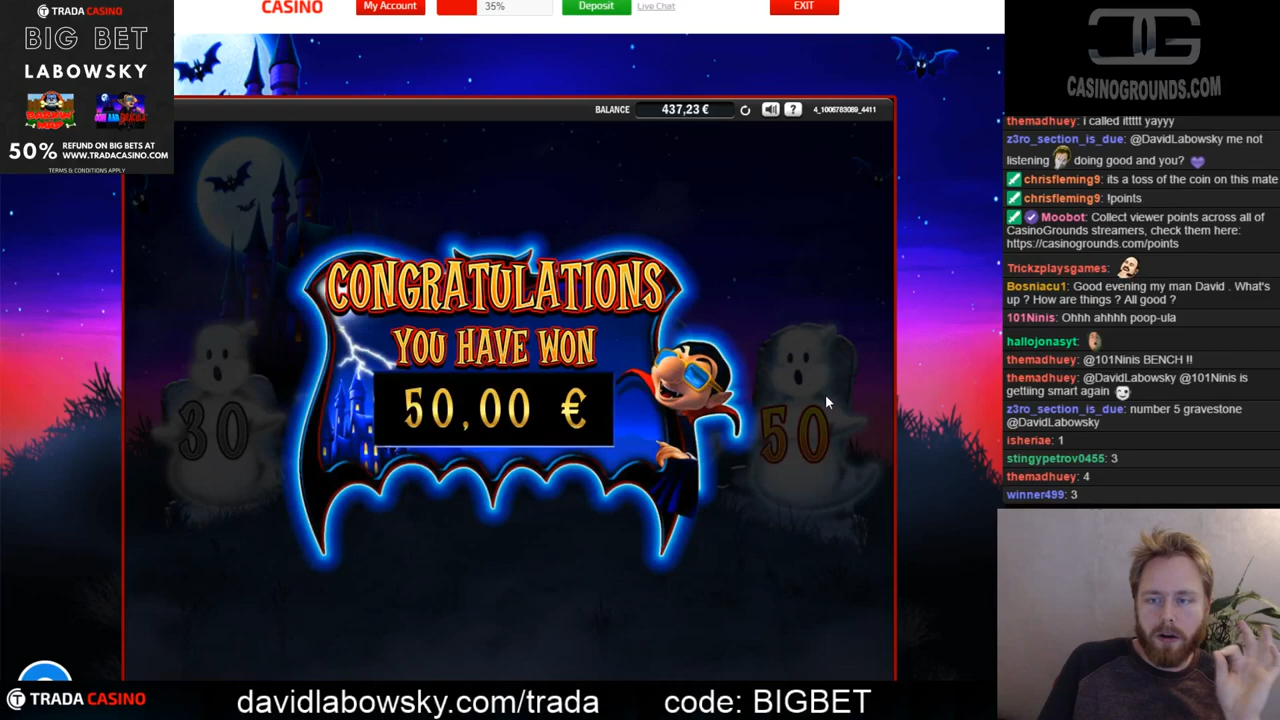 TRADA CASINO
BIG BET
LABOWSKY
50% REFUND ON BIG BETS AT
WWW.TRADACASINO.COM
TERMS & CONDITIONS APPLY
CASINO
My Account
35%
Deposit
Live Chat
EXIT
BALANCE 437,23 € ? 4_1006783089_4411
CONGRATULATIONS
YOU HAVE WON
50,00 €
30
50
CG
CASINOGROUNDS.COM
themadhuey: i called itttttt yayyy
z3ro_section_is_due: @DavidLabowsky me not
listening doing good and you?
chrisfleming9: its a toss of the coin on this mate
chrisfleming9: !points
Moobot: Collect viewer points across all of
CasinoGrounds streamers, check them here:
https://casinogrounds.com/points
Trickzplaysgames:
Bosniacu1: Good evening my man David . What's
up ? How are things ? All good ?
101Ninis: Ohhh ahhhh poop-ula
hallojonasyt:
themadhuey: @101Ninis BENCH !!
themadhuey: @DavidLabowsky @101Ninis is
gettiing smart again
z3ro_section_is_due: number 5 gravestone
@DavidLabowsky
isheriae: 1
stingypetrov0455: 3
themadhuey: 4
winner499: 3
TRADA CASINO
davidlabowsky.com/trada code: BIGBET